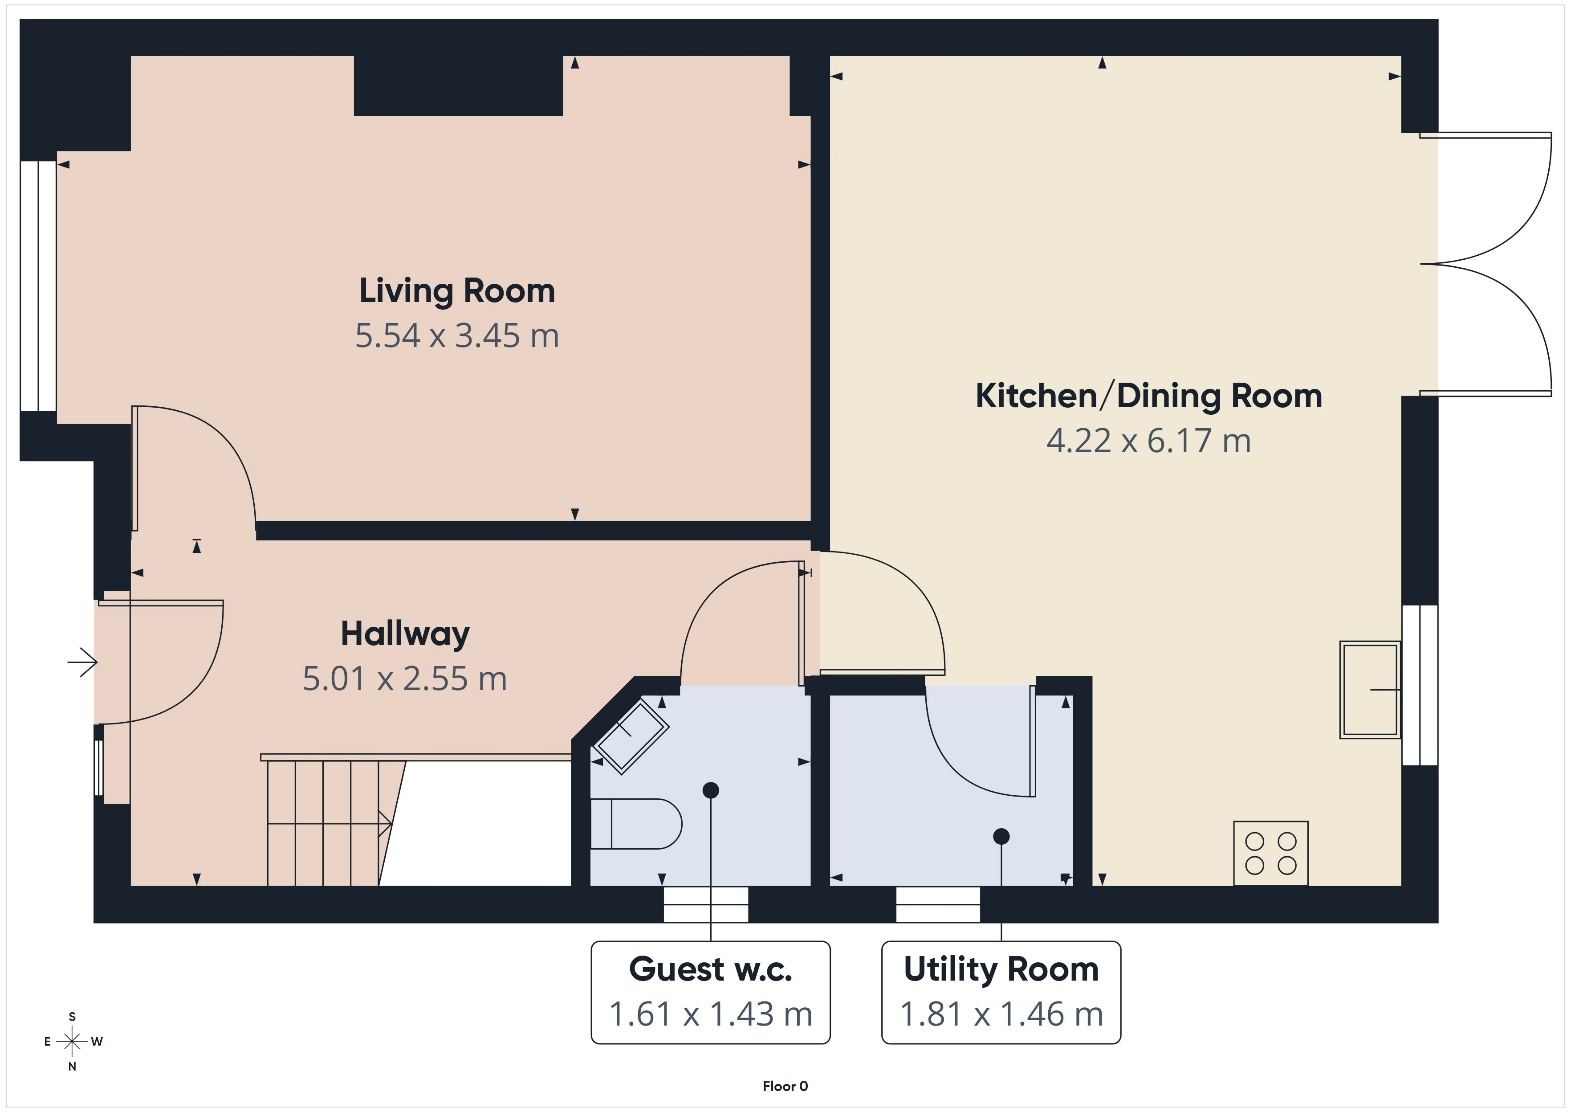 Living Room
5.54 x 3.45 m
Kitchen/Dining Room
4.22 x 6.17 m
Hallway
5.01 x 2.55 m
Guest w.c.
1.61 x 1.43 m
Utility Room
1.81 x 1.46 m
S
E W
N
Floor 0